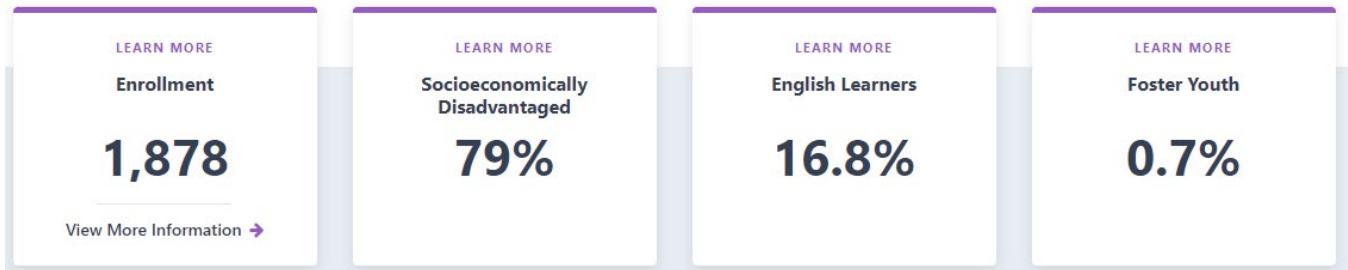 LEARN MORE
Enrollment
1,878
View More Information
LEARN MORE
Socioeconomically
Disadvantaged
79%
LEARN MORE
English Learners
16.8%
LEARN MORE
Foster Youth
0.7%